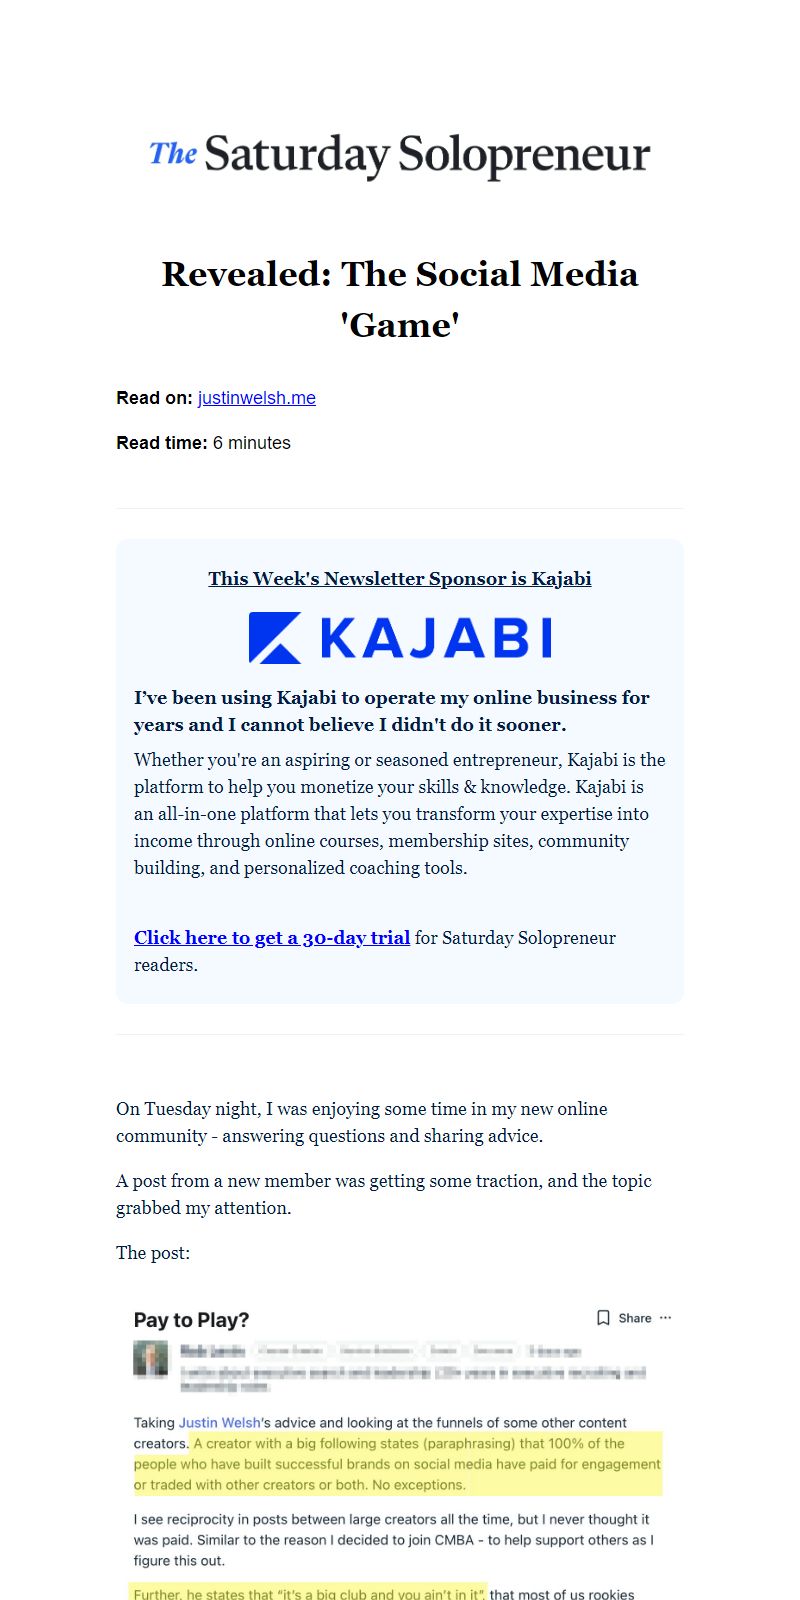 The Saturday Solopreneur
Revealed: The Social Media
'Game'
Read on: justinwelsh.me
Read time: 6 minutes
This Week's Newsletter Sponsor is Kajabi
KAJABI
I’ve been using Kajabi to operate my online business for
years and I cannot believe I didn't do it sooner.
Whether you're an aspiring or seasoned entrepreneur, Kajabi is the
platform to help you monetize your skills & knowledge. Kajabi is
an all-in-one platform that lets you transform your expertise into
income through online courses, membership sites, community
building, and personalized coaching tools.
Click here to get a 30-day trial for Saturday Solopreneur
readers.
On Tuesday night, I was enjoying some time in my new online
community - answering questions and sharing advice.
A post from a new member was getting some traction, and the topic
grabbed my attention.
The post:
Pay to Play?
Share ···
Taking Justin Welsh's advice and looking at the funnels of some other content
creators. A creator with a big following states (paraphrasing) that 100% of the
people who have built successful brands on social media have paid for engagement
or traded with other creators or both. No exceptions.
I see reciprocity in posts between large creators all the time, but I never thought it
was paid. Similar to the reason I decided to join CMBA - to help support others as I
figure this out.
Further, he states that “it's a big club and you ain't in it”, that most of us rookies